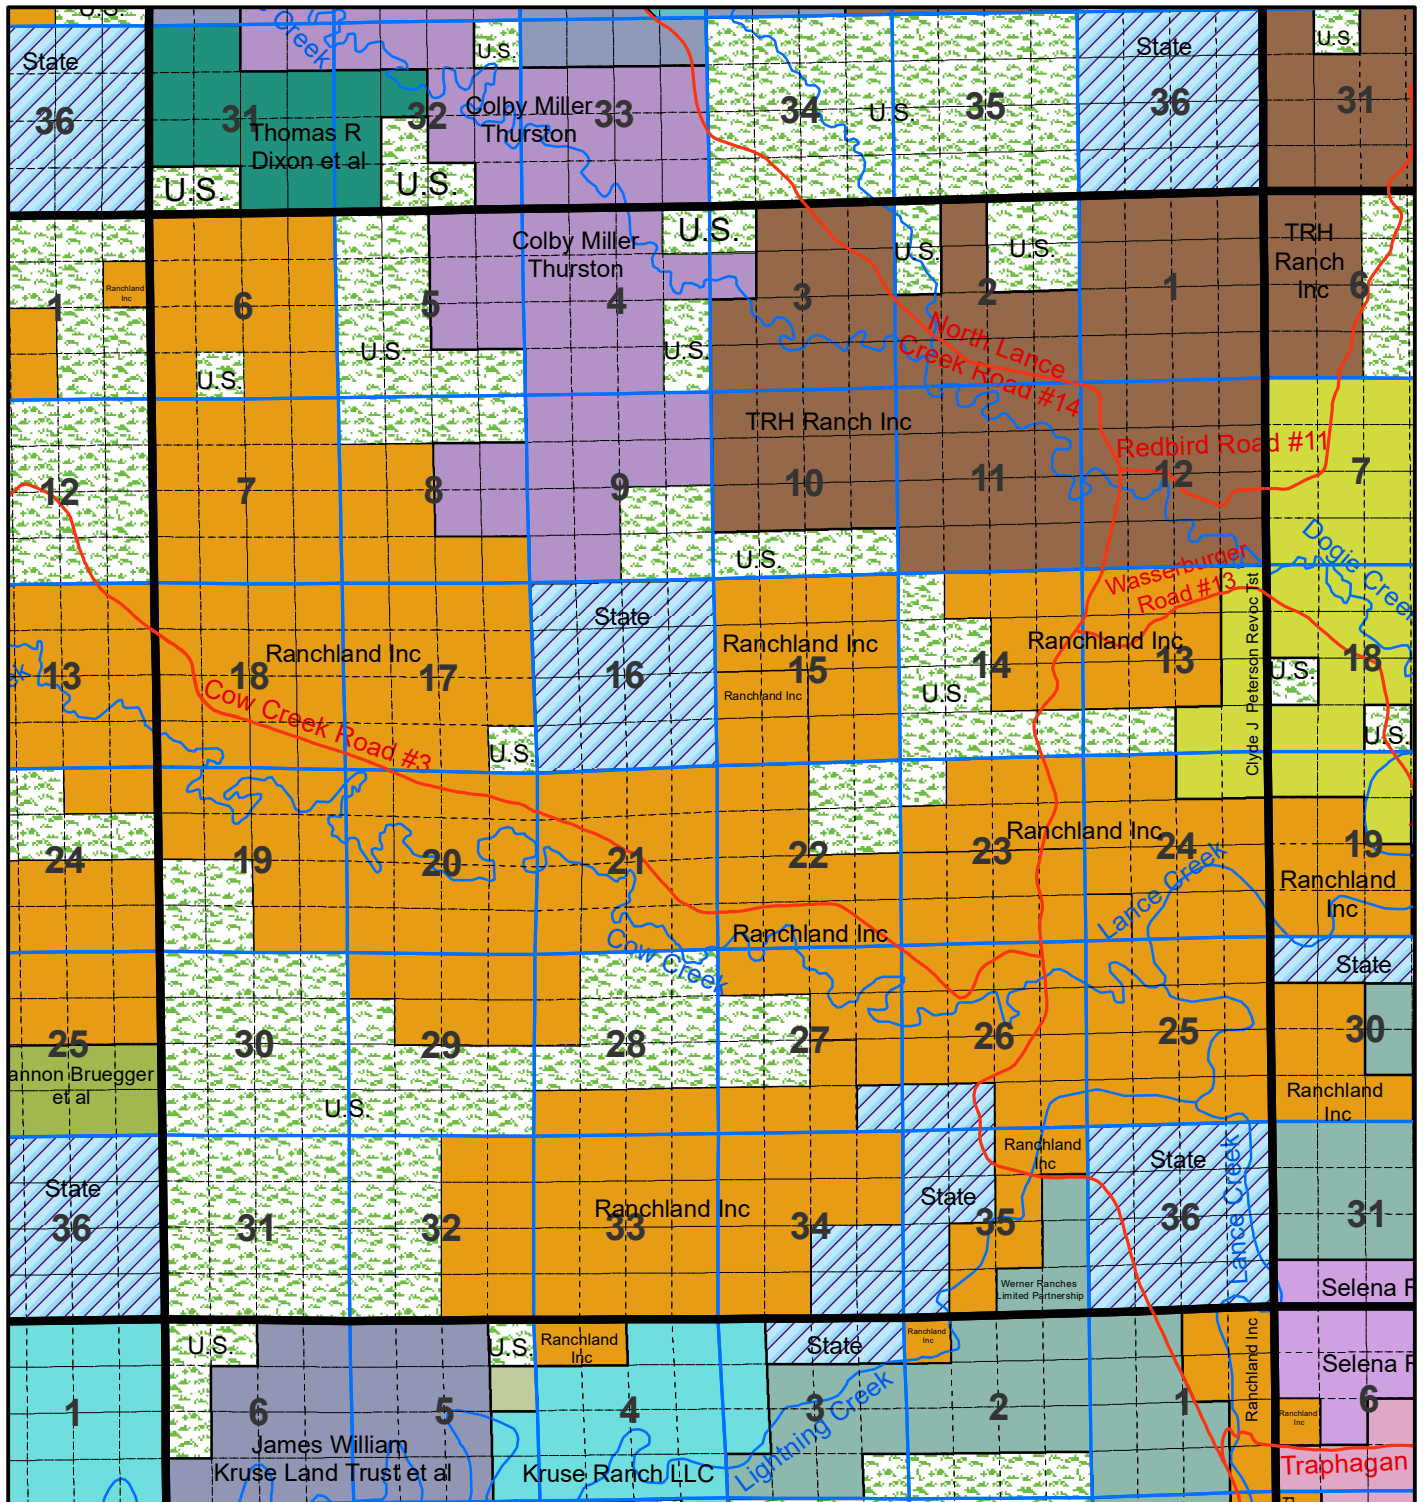 U.S.
State
36
Creek
31
Thomas R
Dixon et al
U.S.
32
U.S.
U.S.
Colby Miller
Thurston
33
34
U.S.
35
State
36
U.S.
31
1
Ranchland
Inc
6
U.S.
5
U.S.
Colby Miller
Thurston
4
U.S.
U.S.
3
U.S.
2
U.S.
1
TRH
Ranch
Inc
6
North Lance
Creek Road #14
12
7
8
9
TRH Ranch Inc
10
U.S.
11
Redbird Road #11
12
7
Wasserburger
Road #13
Dogie Creek
13
Ranchland Inc
18
17
Cow Creek Road #3
U.S.
State
16
Ranchland Inc
15
Ranchland Inc
14
U.S.
Ranchland Inc
13
Clyde J Peterson Revoc Tst
U.S.
18
U.S.
24
19
20
21
22
Ranchland Inc
23
24
Lance Creek
19
Ranchland
Inc
Ranchland Inc
Cow Creek
State
25
annon Bruegger
et al
30
29
28
27
26
25
30
Ranchland
Inc
U.S.
State
36
31
32
Ranchland Inc
33
34
State
35
Ranchland
Inc
Werner Ranches
Limited Partnership
State
36
Lance Creek
31
Selena R
1
U.S.
6
5
James William
Kruse Land Trust et al
U.S.
Ranchland
Inc
4
Kruse Ranch LLC
State
3
Lightning Creek
Ranchland
Inc
2
1
Ranchland Inc
Selena R
6
Ranchland
Inc
Traphagan